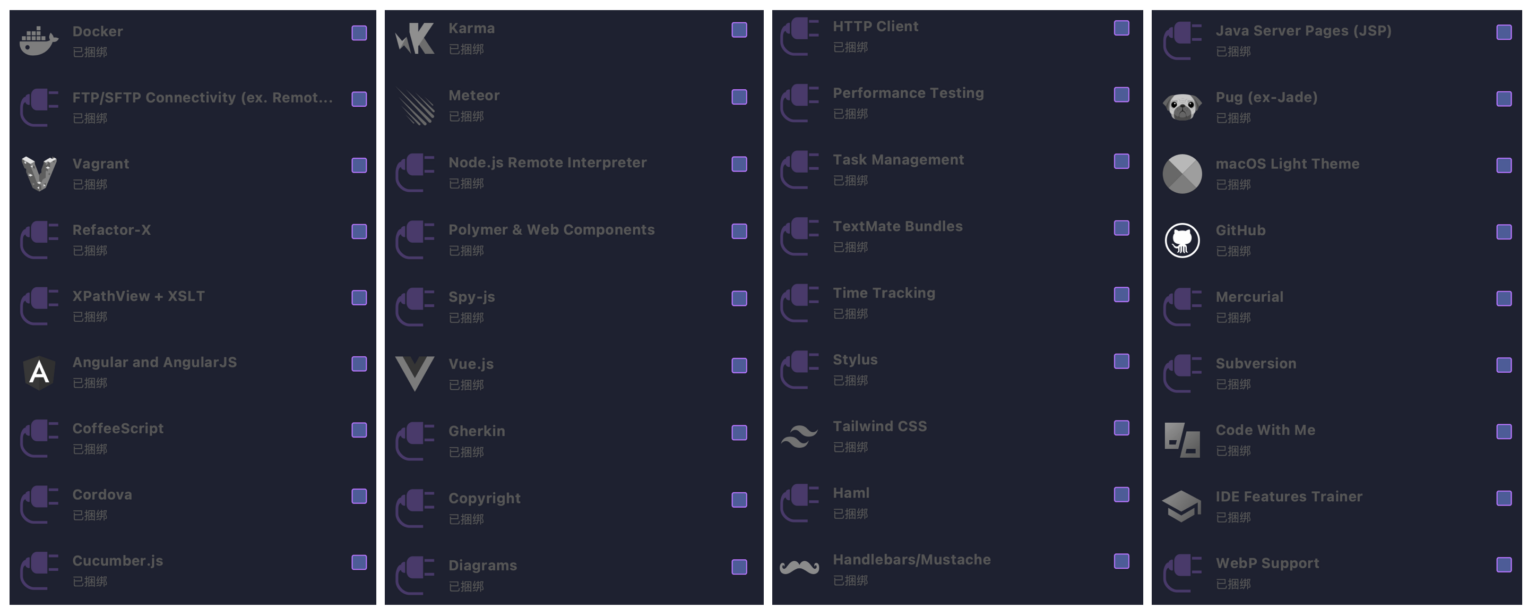 Docker
已捆绑
FTP/SFTP Connectivity (ex. Remot...
已捆绑
Vagrant
已捆绑
Refactor-X
已捆绑
XPathView + XSLT
已捆绑
Angular and AngularJS
已捆绑
CoffeeScript
已捆绑
Cordova
已捆绑
Cucumber.js
已捆绑
Karma
已捆绑
Meteor
已捆绑
Node.js Remote Interpreter
已捆绑
Polymer & Web Components
已捆绑
Spy-js
已捆绑
Vue.js
已捆绑
Gherkin
已捆绑
Copyright
已捆绑
Diagrams
已捆绑
HTTP Client
已捆绑
Performance Testing
已捆绑
Task Management
已捆绑
TextMate Bundles
已捆绑
Time Tracking
已捆绑
Stylus
已捆绑
Tailwind CSS
已捆绑
Haml
已捆绑
Handlebars/Mustache
已捆绑
Java Server Pages (JSP)
已捆绑
Pug (ex-Jade)
已捆绑
macOS Light Theme
已捆绑
GitHub
已捆绑
Mercurial
已捆绑
Subversion
已捆绑
Code With Me
已捆绑
IDE Features Trainer
已捆绑
WebP Support
已捆绑